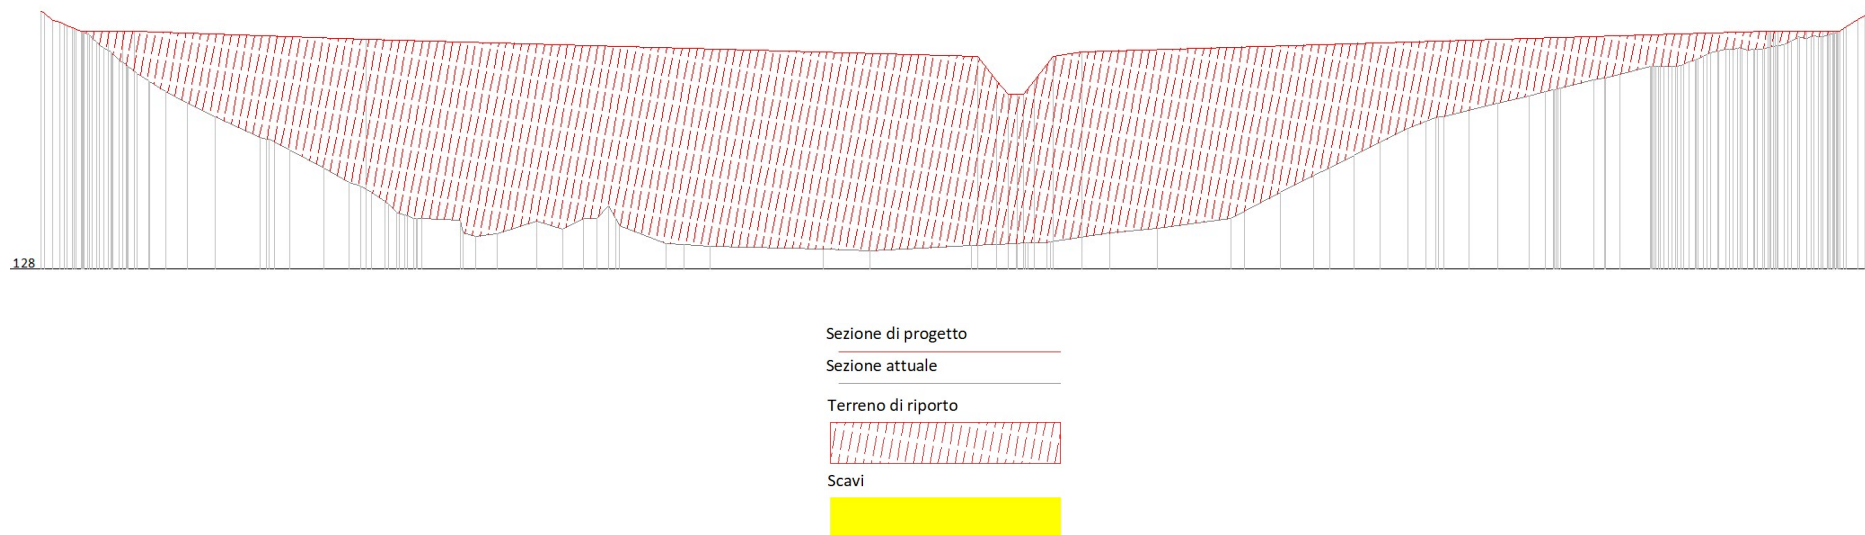 128
Sezione di progetto
Sezione attuale
Terreno di riporto
Scavi